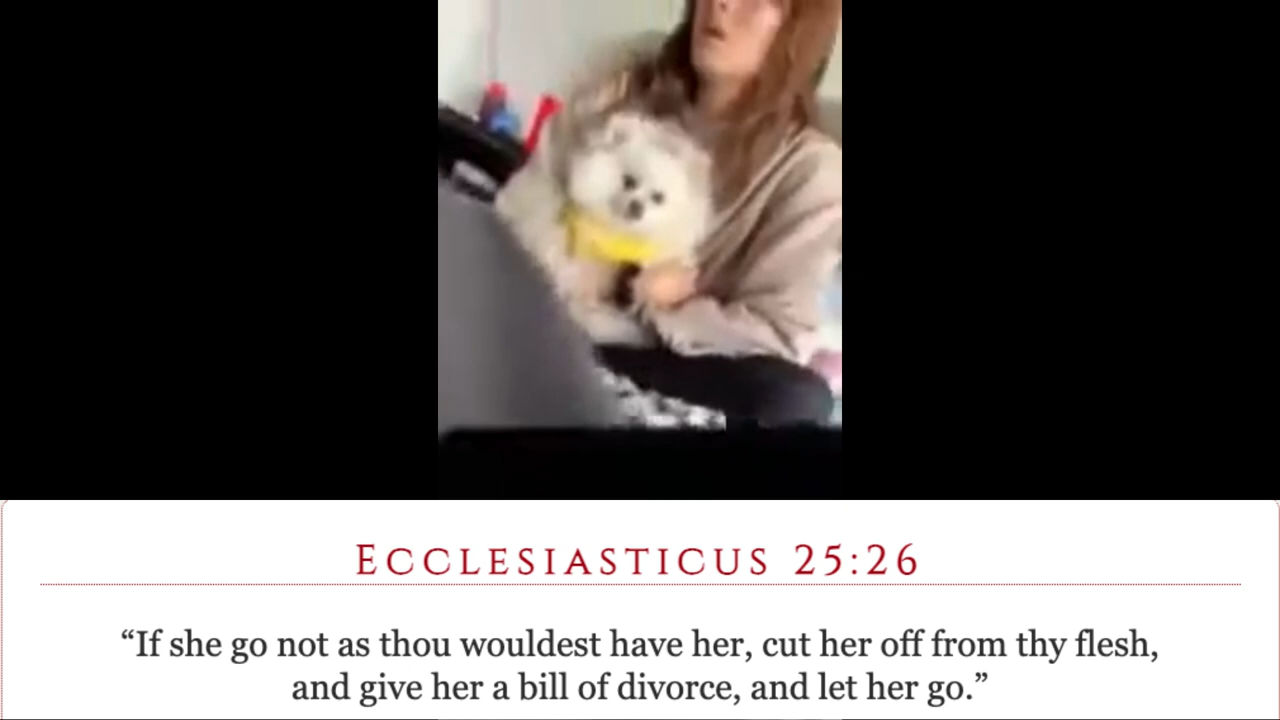 Ecclesiasticus 25:26
“If she go not as thou wouldest have her, cut her off from thy flesh,
and give her a bill of divorce, and let her go.”